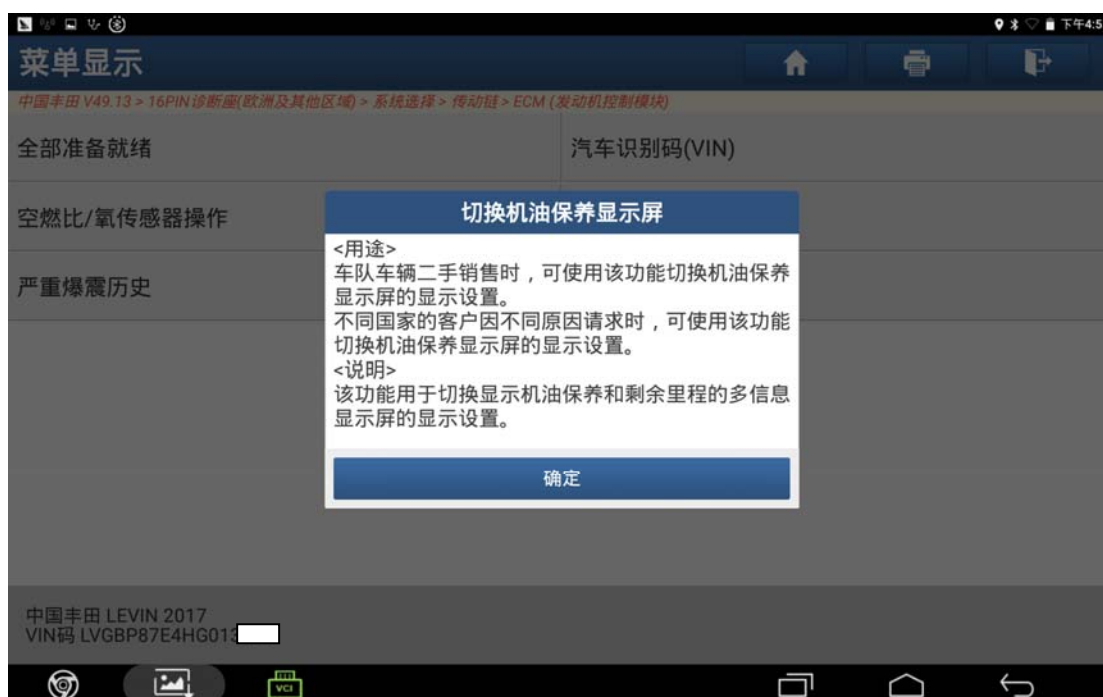 下午4:5
菜单显示
中国丰田 V49.13 > 16PIN诊断座(欧洲及其他区域) > 系统选择 > 传动链 > ECM (发动机控制模块)
全部准备就绪
汽车识别码(VIN)
空燃比/氧传感器操作
严重爆震历史
切换机油保养显示屏
<用途>
车队车辆二手销售时，可使用该功能切换机油保养
显示屏的显示设置。
不同国家的客户因不同原因请求时，可使用该功能
切换机油保养显示屏的显示设置。
<说明>
该功能用于切换显示机油保养和剩余里程的多信息
显示屏的显示设置。
确定
中国丰田 LEVIN 2017
VIN码 LVGBP87E4HG013
VCI